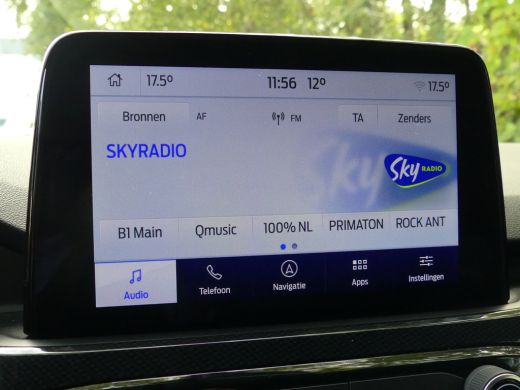 17.5° 11:56 12° 17.5°
Bronnen AF FM TA Zenders
SKYRADIO
Sky RADIO
B1 Main Qmusic 100% NL PRIMATON ROCK ANT
Audio Telefoon Navigatie Apps Instellingen